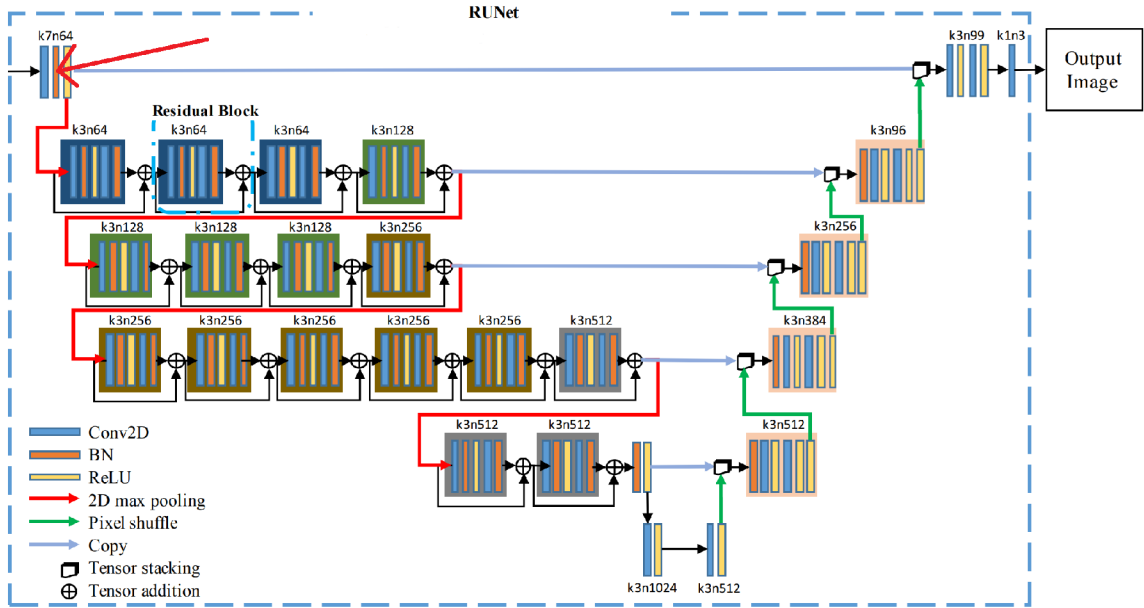 RUNet
k7n64
k3n99
k1n3
Output
Image
Residual Block
k3n64
k3n64
k3n64
k3n128
k3n96
k3n128
k3n128
k3n128
k3n256
k3n256
k3n256
k3n256
k3n256
k3n256
k3n256
k3n512
k3n384
k3n512
k3n512
k3n512
Conv2D
BN
ReLU
2D max pooling
Pixel shuffle
Copy
Tensor stacking
Tensor addition
k3n1024
k3n512